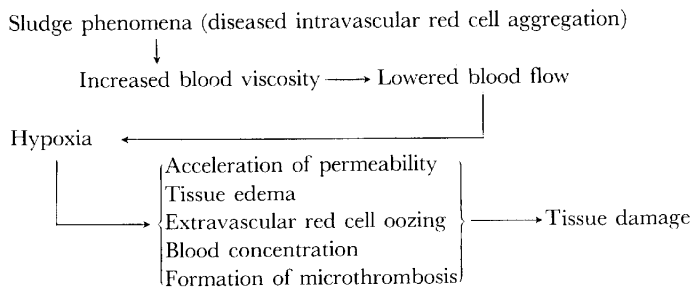 Sludge phenomena (diseased intravascular red cell aggregation)
Increased blood viscosity
Lowered blood flow
Hypoxia
Acceleration of permeability
Tissue edema
Extravascular red cell oozing
Blood concentration
Formation of microthrombosis
Tissue damage